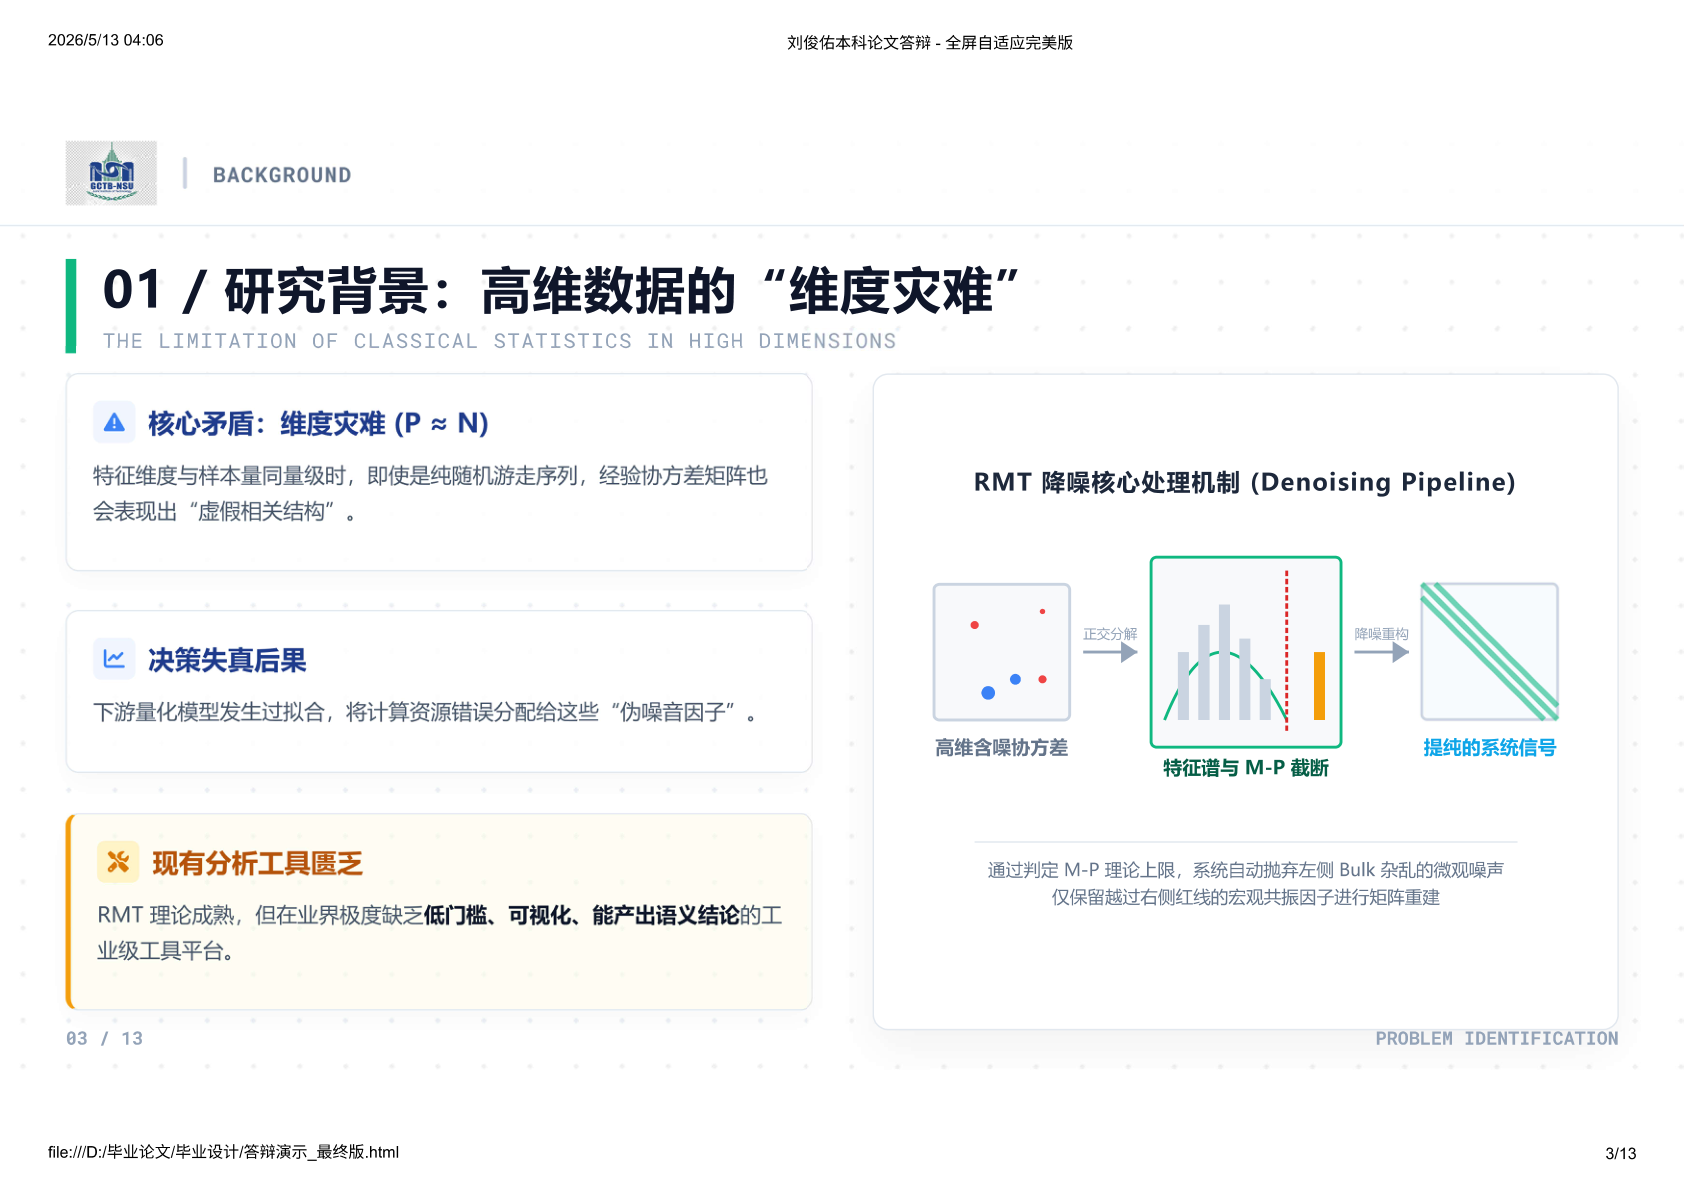 2026/5/13 04:06
刘俊佑本科论文答辩 - 全屏自适应完美版
GCTB-NSU
BACKGROUND
01 / 研究背景：高维数据的“维度灾难”
THE LIMITATION OF CLASSICAL STATISTICS IN HIGH DIMENSIONS
核心矛盾：维度灾难 (P ≈ N)
特征维度与样本量同量级时，即使是纯随机游走序列，经验协方差矩阵也
会表现出“虚假相关结构”。
决策失真后果
下游量化模型发生过拟合，将计算资源错误分配给这些“伪噪音因子”。
现有分析工具匮乏
RMT 理论成熟，但在业界极度缺乏低门槛、可视化、能产出语义结论的工
业级工具平台。
RMT 降噪核心处理机制 (Denoising Pipeline)
正交分解
降噪重构
高维含噪协方差
特征谱与 M-P 截断
提纯的系统信号
通过判定 M-P 理论上限，系统自动抛弃左侧 Bulk 杂乱的微观噪声
仅保留越过右侧红线的宏观共振因子进行矩阵重建
03 / 13
PROBLEM IDENTIFICATION
file:///D:/毕业论文/毕业设计/答辩演示_最终版.html
3/13